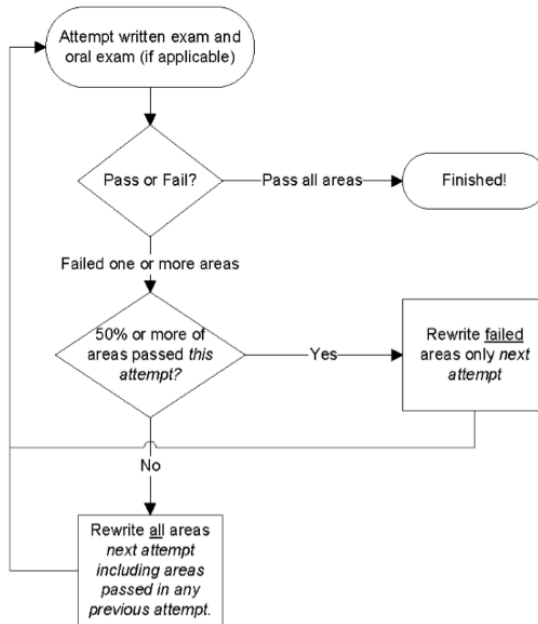 Attempt written exam and
oral exam (if applicable)
Pass or Fail?
Pass all areas
Finished!
Failed one or more areas
50% or more of
areas passed this
attempt?
Yes
Rewrite failed
areas only next
attempt
No
Rewrite all areas
next attempt
including areas
passed in any
previous attempt.